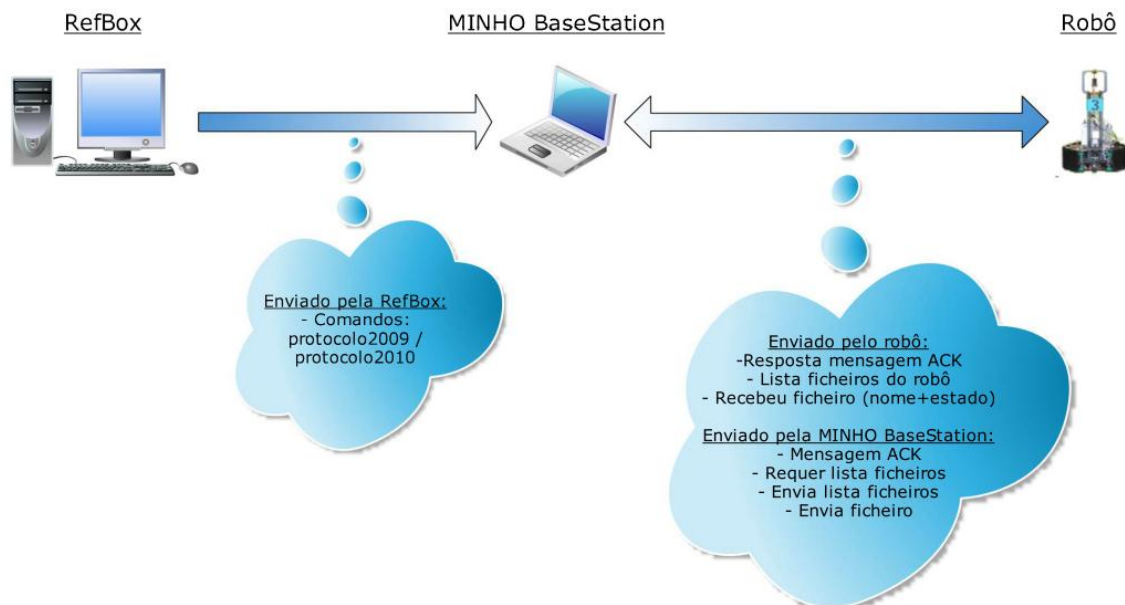 RefBox
MINHO BaseStation
Robô
3
Enviado pela RefBox:
- Comandos:
protocolo2009 /
protocolo2010
Enviado pelo robô:
-Resposta mensagem ACK
- Lista ficheiros do robô
- Recebeu ficheiro (nome+estado)
Enviado pela MINHO BaseStation:
- Mensagem ACK
- Requer lista ficheiros
- Envia lista ficheiros
- Envia ficheiro